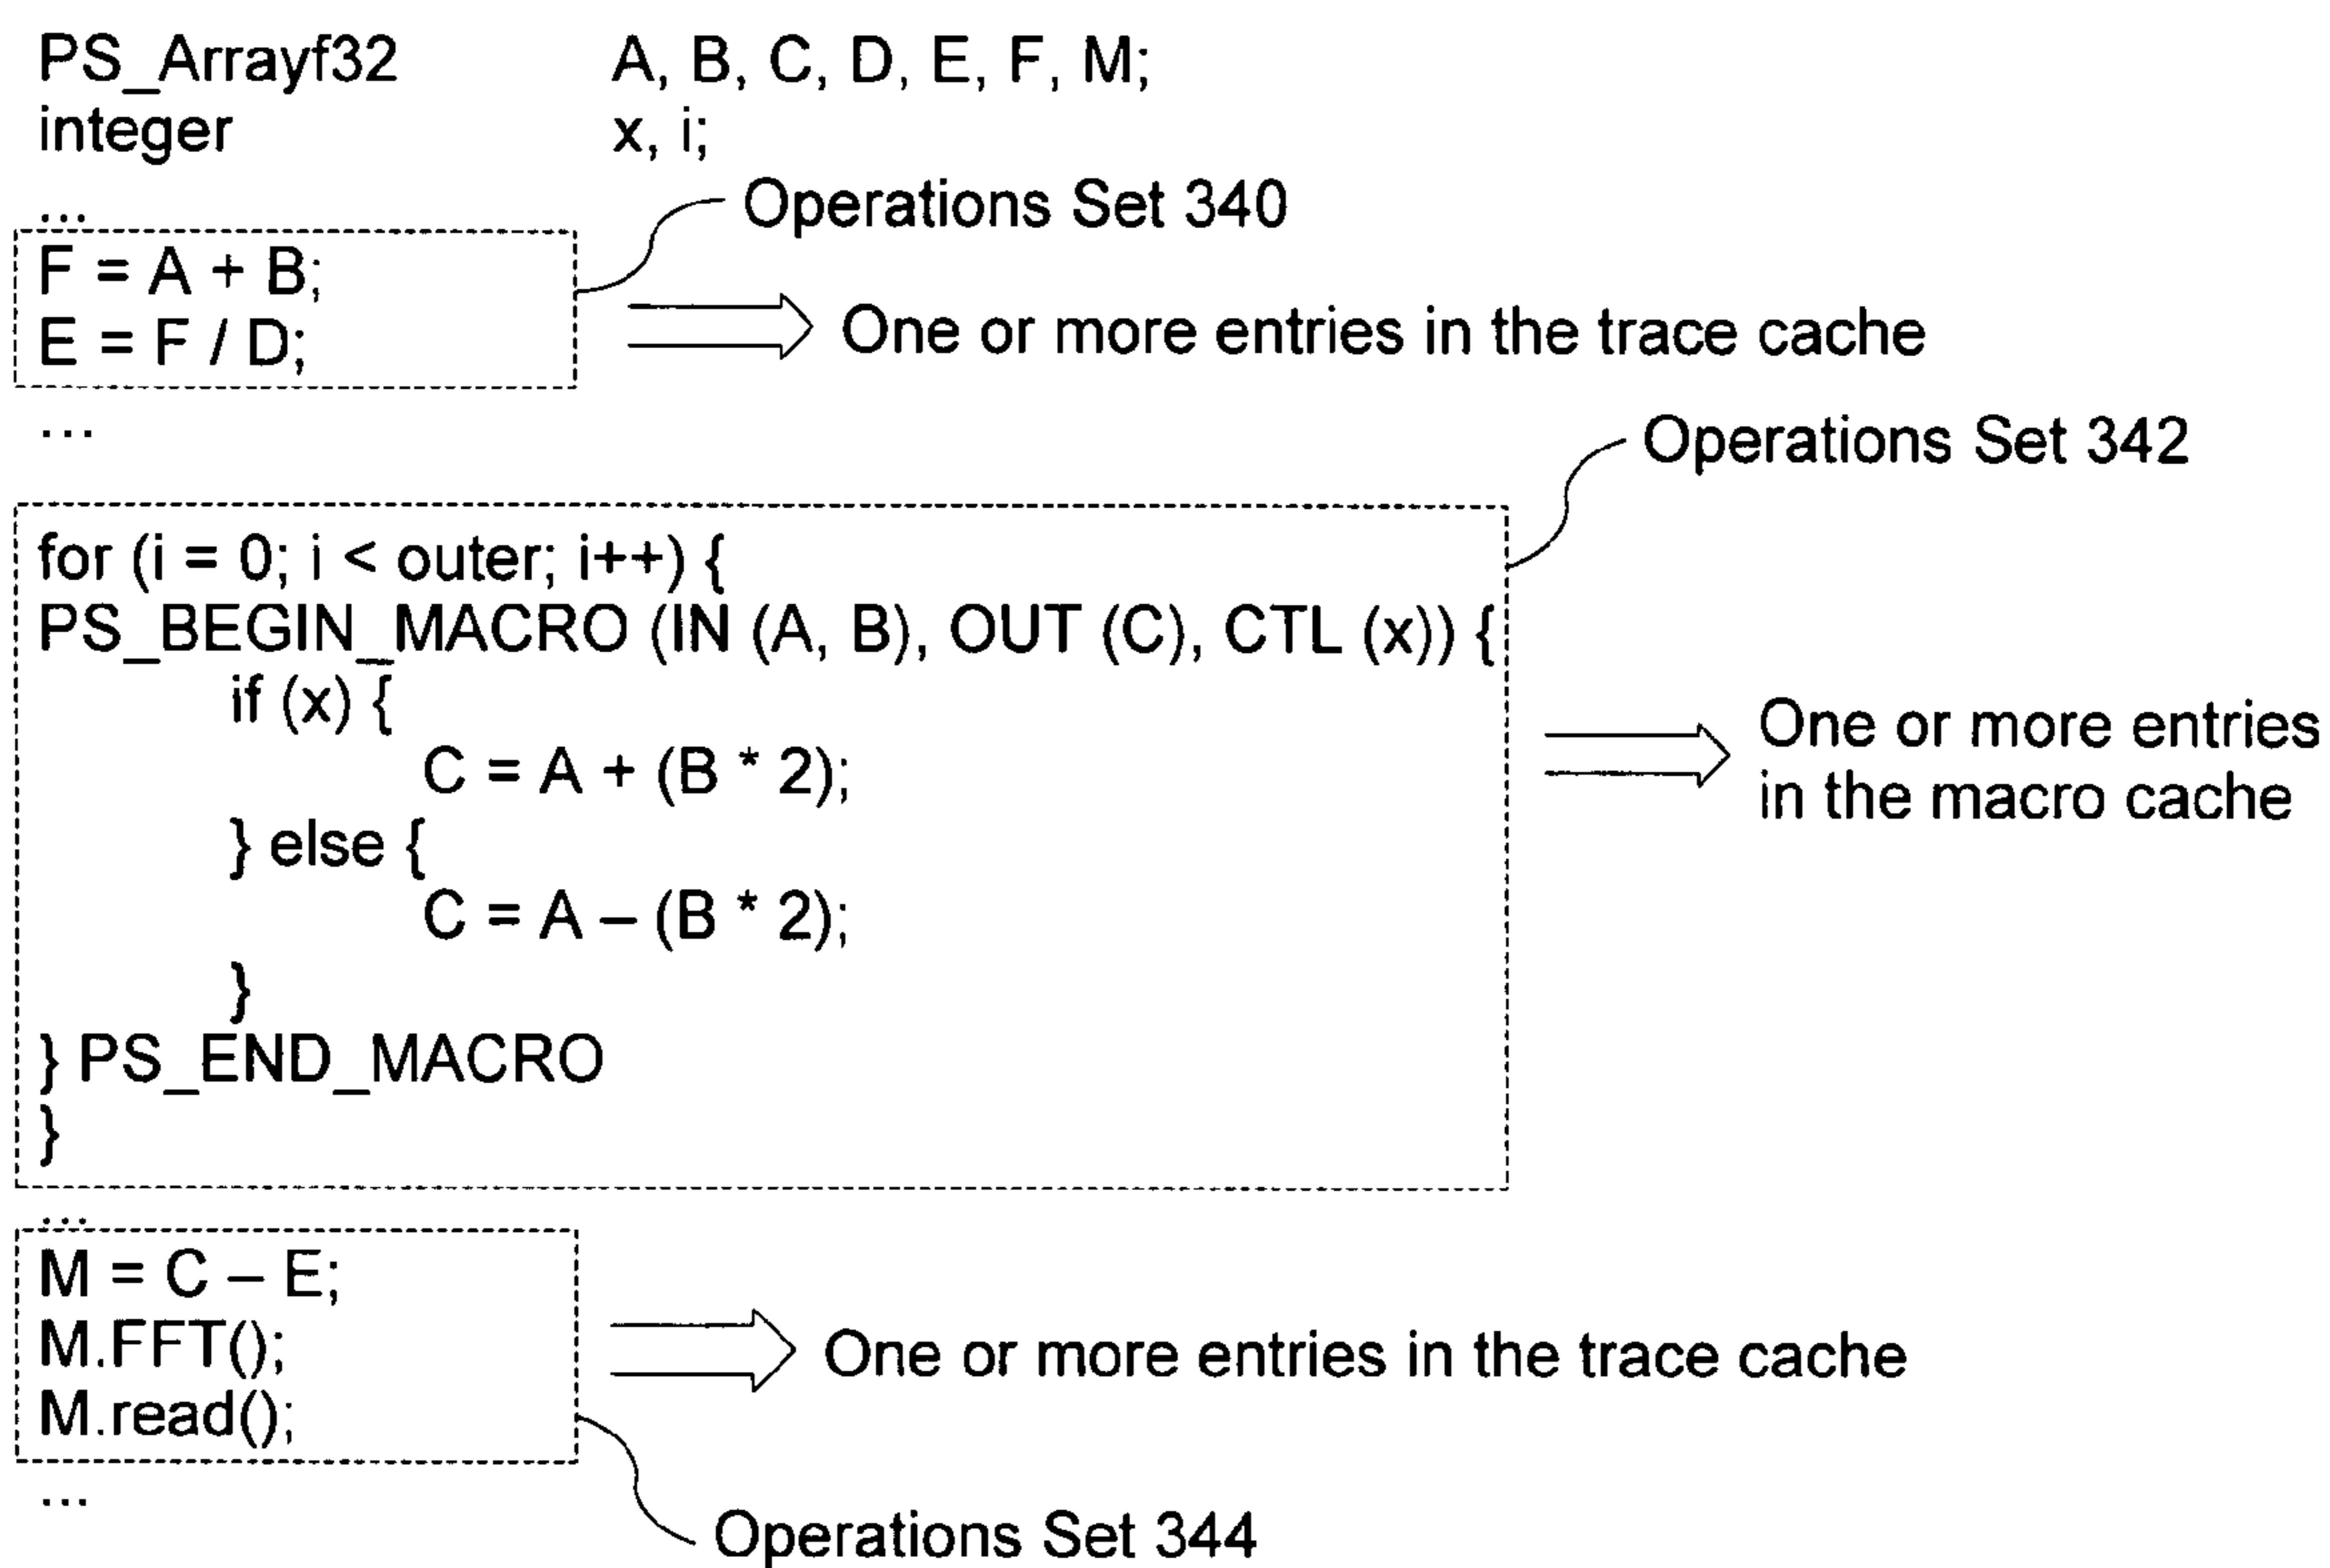 PS_Arrayf32 A, B, C, D, E, F, M;
integer x, i;
...
Operations Set 340
F = A + B;
E = F / D;
One or more entries in the trace cache
...
Operations Set 342
for (i = 0; i < outer; i++) {
PS_BEGIN_MACRO (IN (A, B), OUT (C), CTL (x)) {
if (x) {
C = A + (B * 2);
} else {
C = A – (B * 2);
}
} PS_END_MACRO
}
One or more entries
in the macro cache
...
M = C – E;
M.FFT();
M.read();
One or more entries in the trace cache
...
Operations Set 344